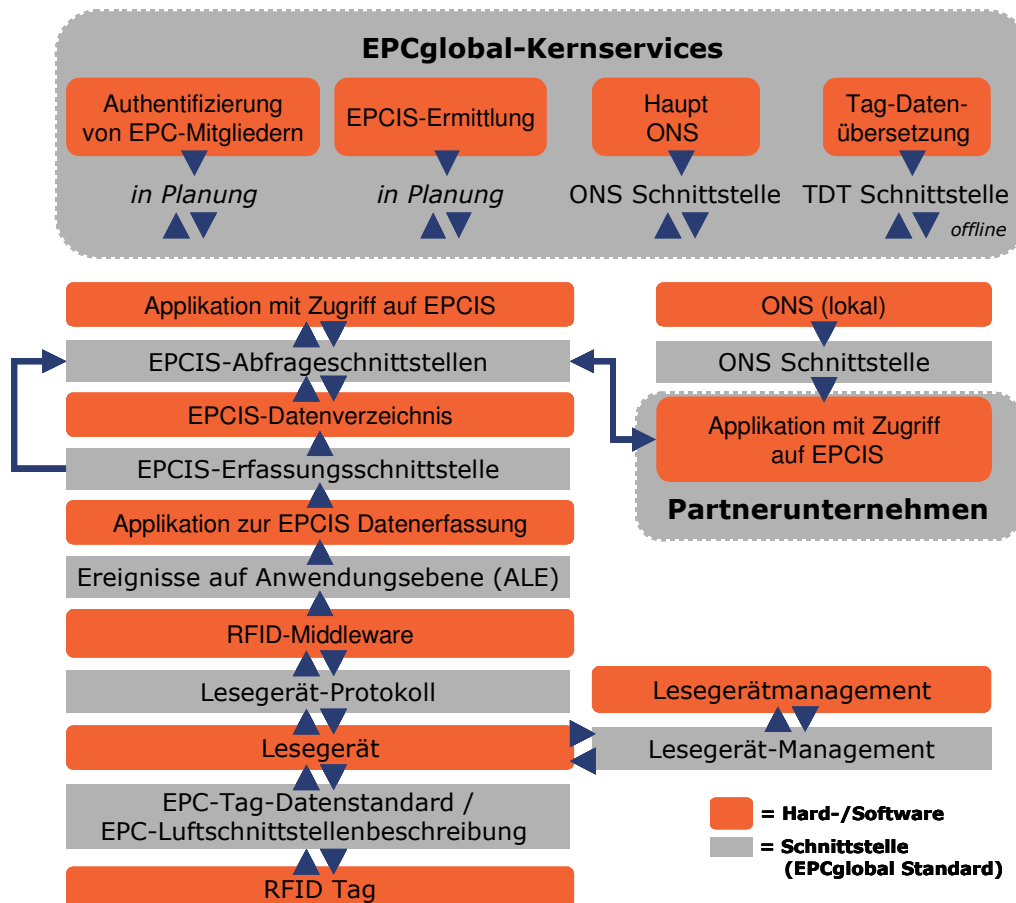 EPCglobal-Kernservices
Authentifizierung
von EPC-Mitgliedern
EPCIS-Ermittlung
Haupt
ONS
Tag-Daten-
übersetzung
in Planung
in Planung
ONS Schnittstelle
TDT Schnittstelle
offline
Applikation mit Zugriff auf EPCIS
ONS (lokal)
EPCIS-Abfrageschnittstellen
ONS Schnittstelle
EPCIS-Datenverzeichnis
Applikation mit Zugriff
auf EPCIS
EPCIS-Erfassungsschnittstelle
Partnerunternehmen
Applikation zur EPCIS Datenerfassung
Ereignisse auf Anwendungsebene (ALE)
RFID-Middleware
Lesegerät-Protokoll
Lesegerätmanagement
Lesegerät
Lesegerät-Management
EPC-Tag-Datenstandard /
EPC-Luftschnittstellenbeschreibung
RFID Tag
= Hard-/Software
= Schnittstelle
(EPCglobal Standard)